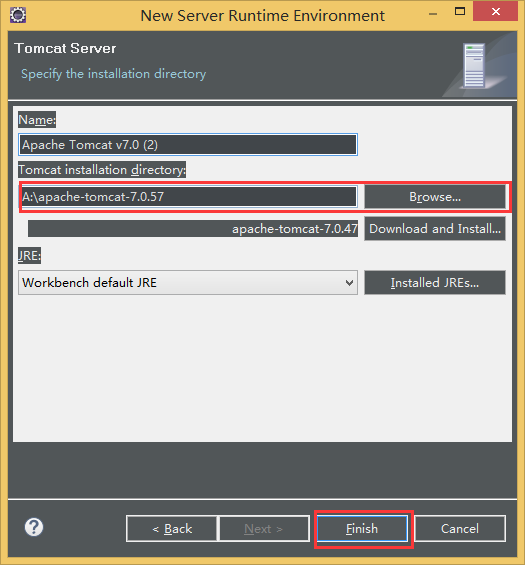 New Server Runtime Environment
Tomcat Server
Specify the installation directory
Name:
Apache Tomcat v7.0 (2)
Tomcat installation directory:
A:\apache-tomcat-7.0.57 Browse...
apache-tomcat-7.0.47 Download and Install...
JRE:
Workbench default JRE Installed JREs...
? < Back Next > Finish Cancel